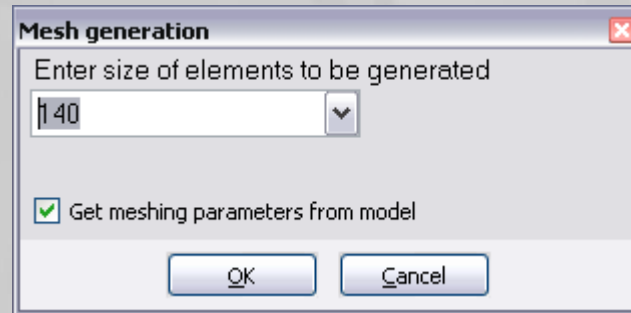 Mesh generation
Enter size of elements to be generated
140
Get meshing parameters from model
OK Cancel